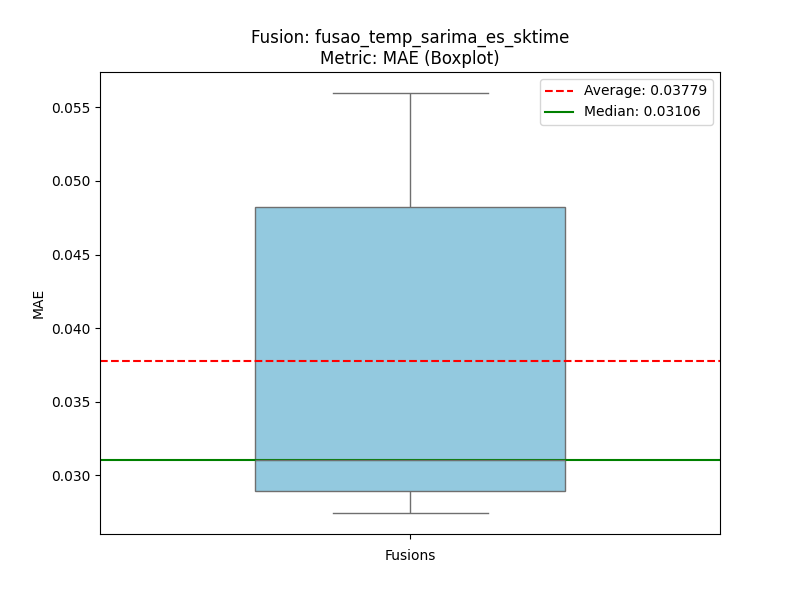 Fusion: fusao_temp_sarima_es_sktime
Metric: MAE (Boxplot)
Average: 0.03779
Median: 0.03106
0.055
0.050
0.045
0.040
0.035
0.030
MAE
Fusions